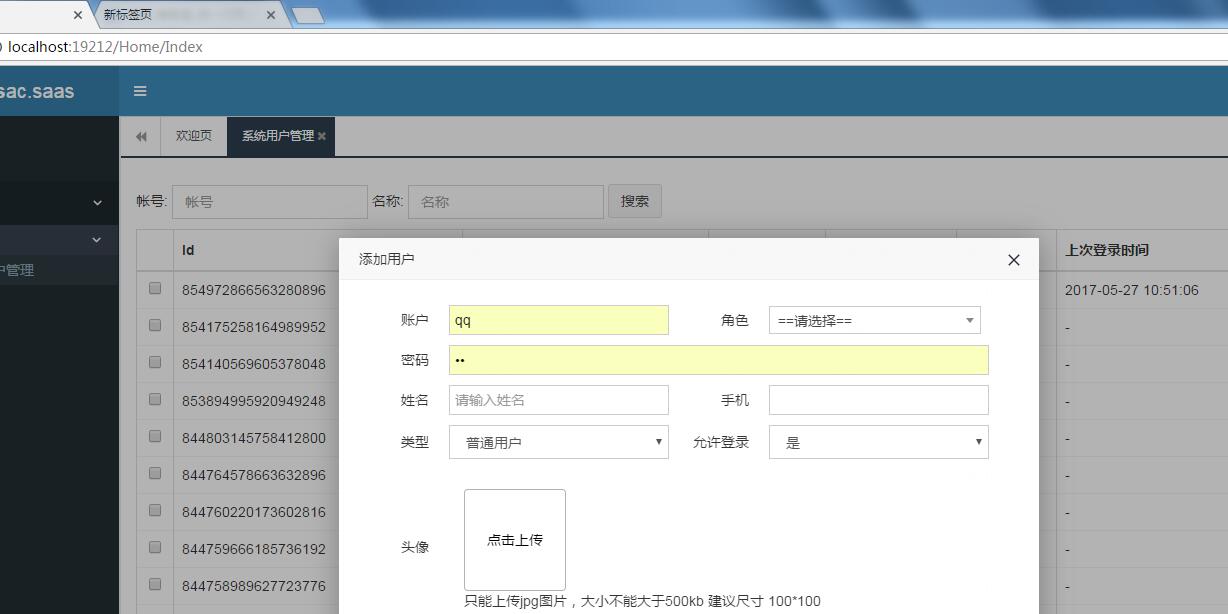 新标签页
localhost:19212/Home/Index
sac.saas
欢迎页 系统用户管理
帐号: 帐号 名称: 名称 搜索
Id 上次登录时间
户管理
添加用户
854972866563280896 2017-05-27 10:51:06
854175258164989952 -
854140569605378048 -
853894995920949248 -
844803145758412800 -
844764578663632896 -
844760220173602816 -
844759666185736192 -
844758989627723776 -
账户 qq 角色 ==请选择==
密码 ••
姓名 请输入姓名 手机
类型 普通用户 允许登录 是
头像 点击上传
只能上传jpg图片，大小不能大于500kb 建议尺寸 100*100